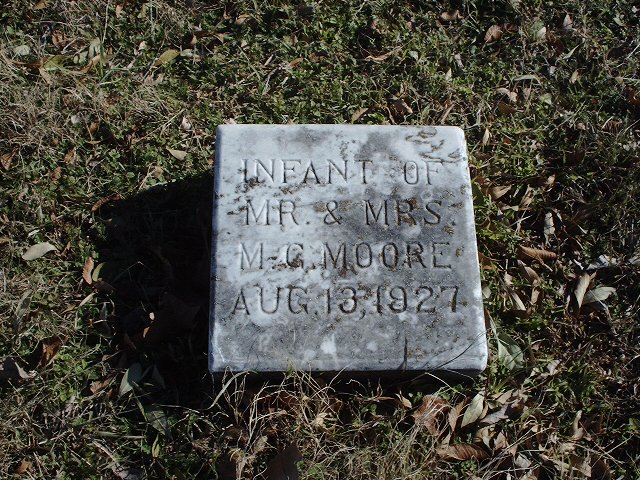 INFANT OF
MR. & MRS.
M. C. MOORE
AUG. 13, 1927